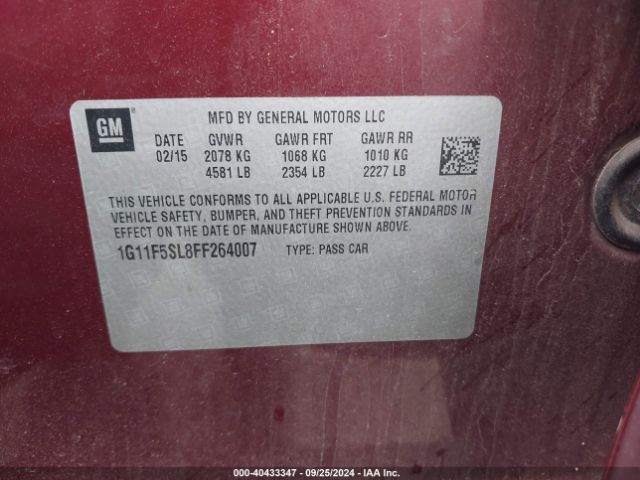 GM
MFD BY GENERAL MOTORS LLC
DATE GVWR GAWR FRT GAWR RR
02/15 2078 KG 1068 KG 1010 KG
4581 LB 2354 LB 2227 LB
THIS VEHICLE CONFORMS TO ALL APPLICABLE U.S. FEDERAL MOTOR
VEHICLE SAFETY, BUMPER, AND THEFT PREVENTION STANDARDS IN
EFFECT ON THE DATE OF MANUFACTURE SHOWN ABOVE.
1G11F5SL8FF264007 TYPE: PASS CAR
© - 40433347 - 09/25/2024 - IAA Inc.